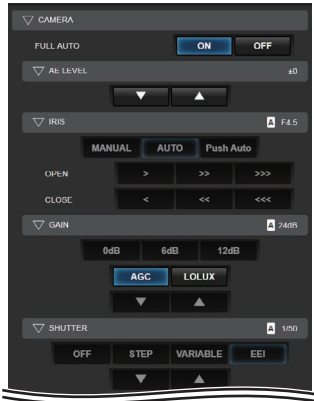 ▽ CAMERA
FULL AUTO ON OFF
▽ AE LEVEL ±0
▼ ▲
▽ IRIS A F4.5
MANUAL AUTO Push Auto
OPEN > >> >>>
CLOSE < << <<<
▽ GAIN A 24dB
0dB 6dB 12dB
AGC LOLUX
▼ ▲
▽ SHUTTER A 1/50
OFF STEP VARIABLE EEI
▼ ▲